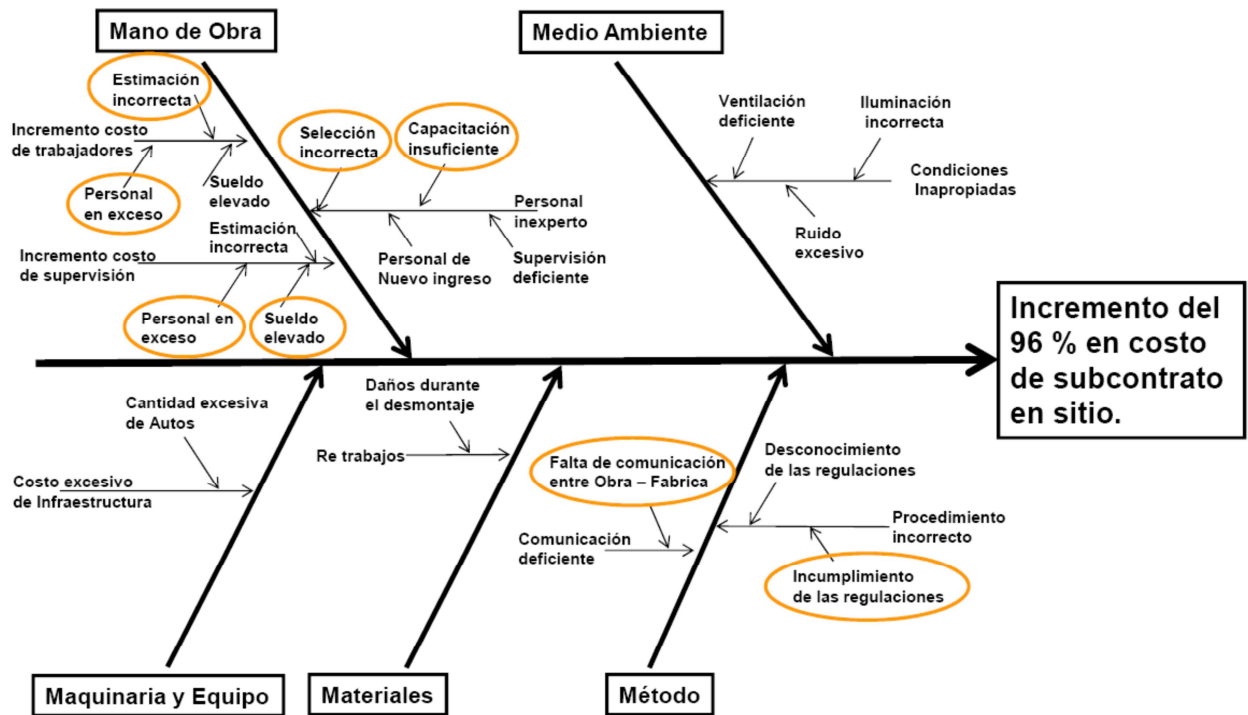 Mano de Obra
Medio Ambiente
Estimación
incorrecta
Incremento costo
de trabajadores
Personal
en exceso
Sueldo
elevado
Selección
incorrecta
Capacitación
insuficiente
Personal
inexperto
Personal de
Nuevo ingreso
Supervisión
deficiente
Estimación
incorrecta
Incremento costo
de supervisión
Personal en
exceso
Sueldo
elevado
Ventilación
deficiente
Iluminación
incorrecta
Condiciones
Inapropiadas
Ruido
excesivo
Incremento del
96 % en costo
de subcontrato
en sitio.
Cantidad excesiva
de Autos
Costo excesivo
de Infraestructura
Daños durante
el desmontaje
Re trabajos
Falta de comunicación
entre Obra – Fabrica
Comunicación
deficiente
Desconocimiento
de las regulaciones
Procedimiento
incorrecto
Incumplimiento
de las regulaciones
Maquinaria y Equipo
Materiales
Método